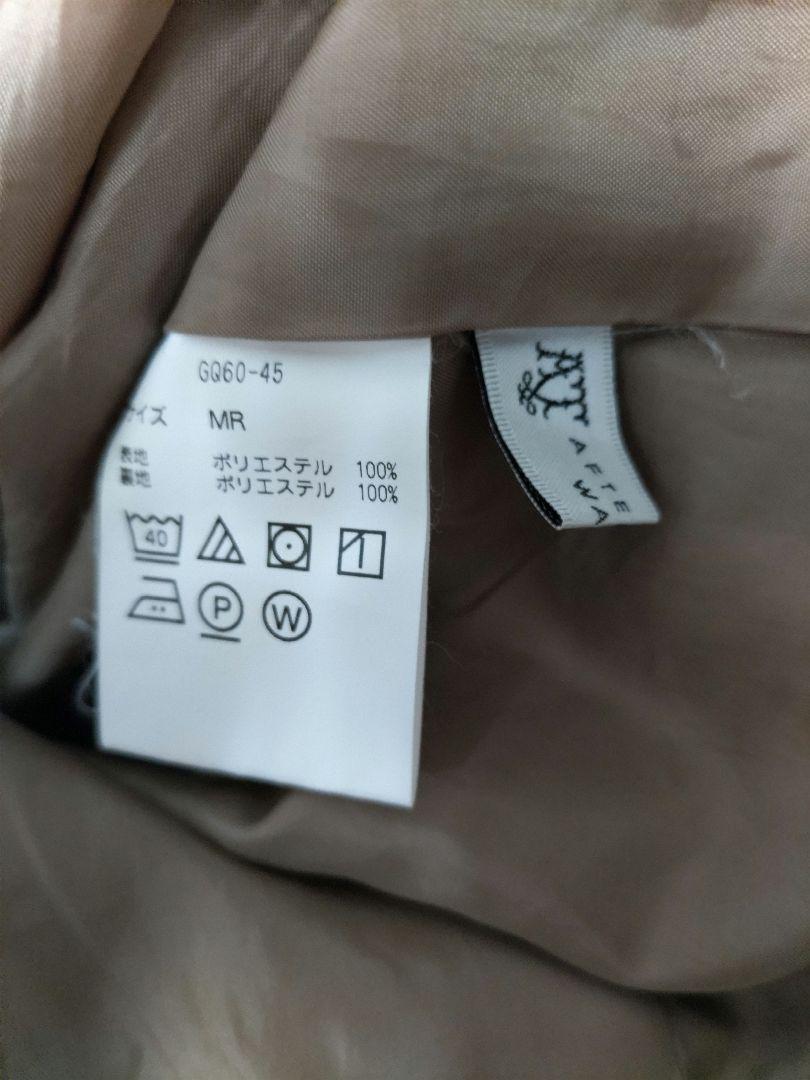 GQ60-45
サイズ MR
表地 ポリエステル 100%
裏地 ポリエステル 100%
40
P W
AFTE
WA